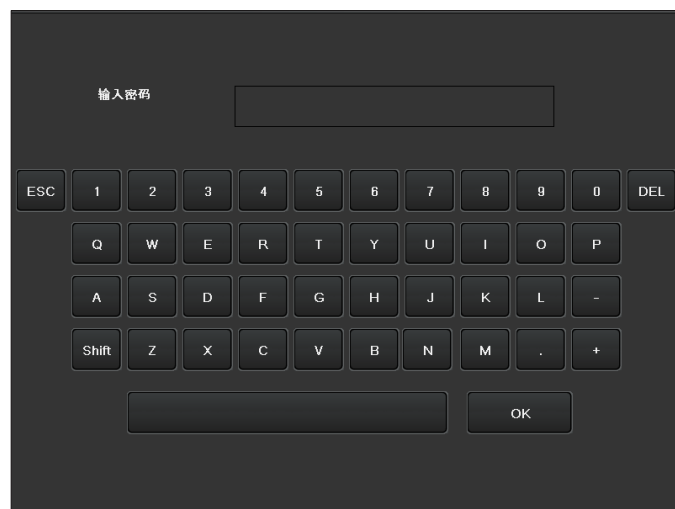 输入密码
ESC 1 2 3 4 5 6 7 8 9 0 DEL
Q W E R T Y U I O P
A S D F G H J K L -
Shift Z X C V B N M . +
OK